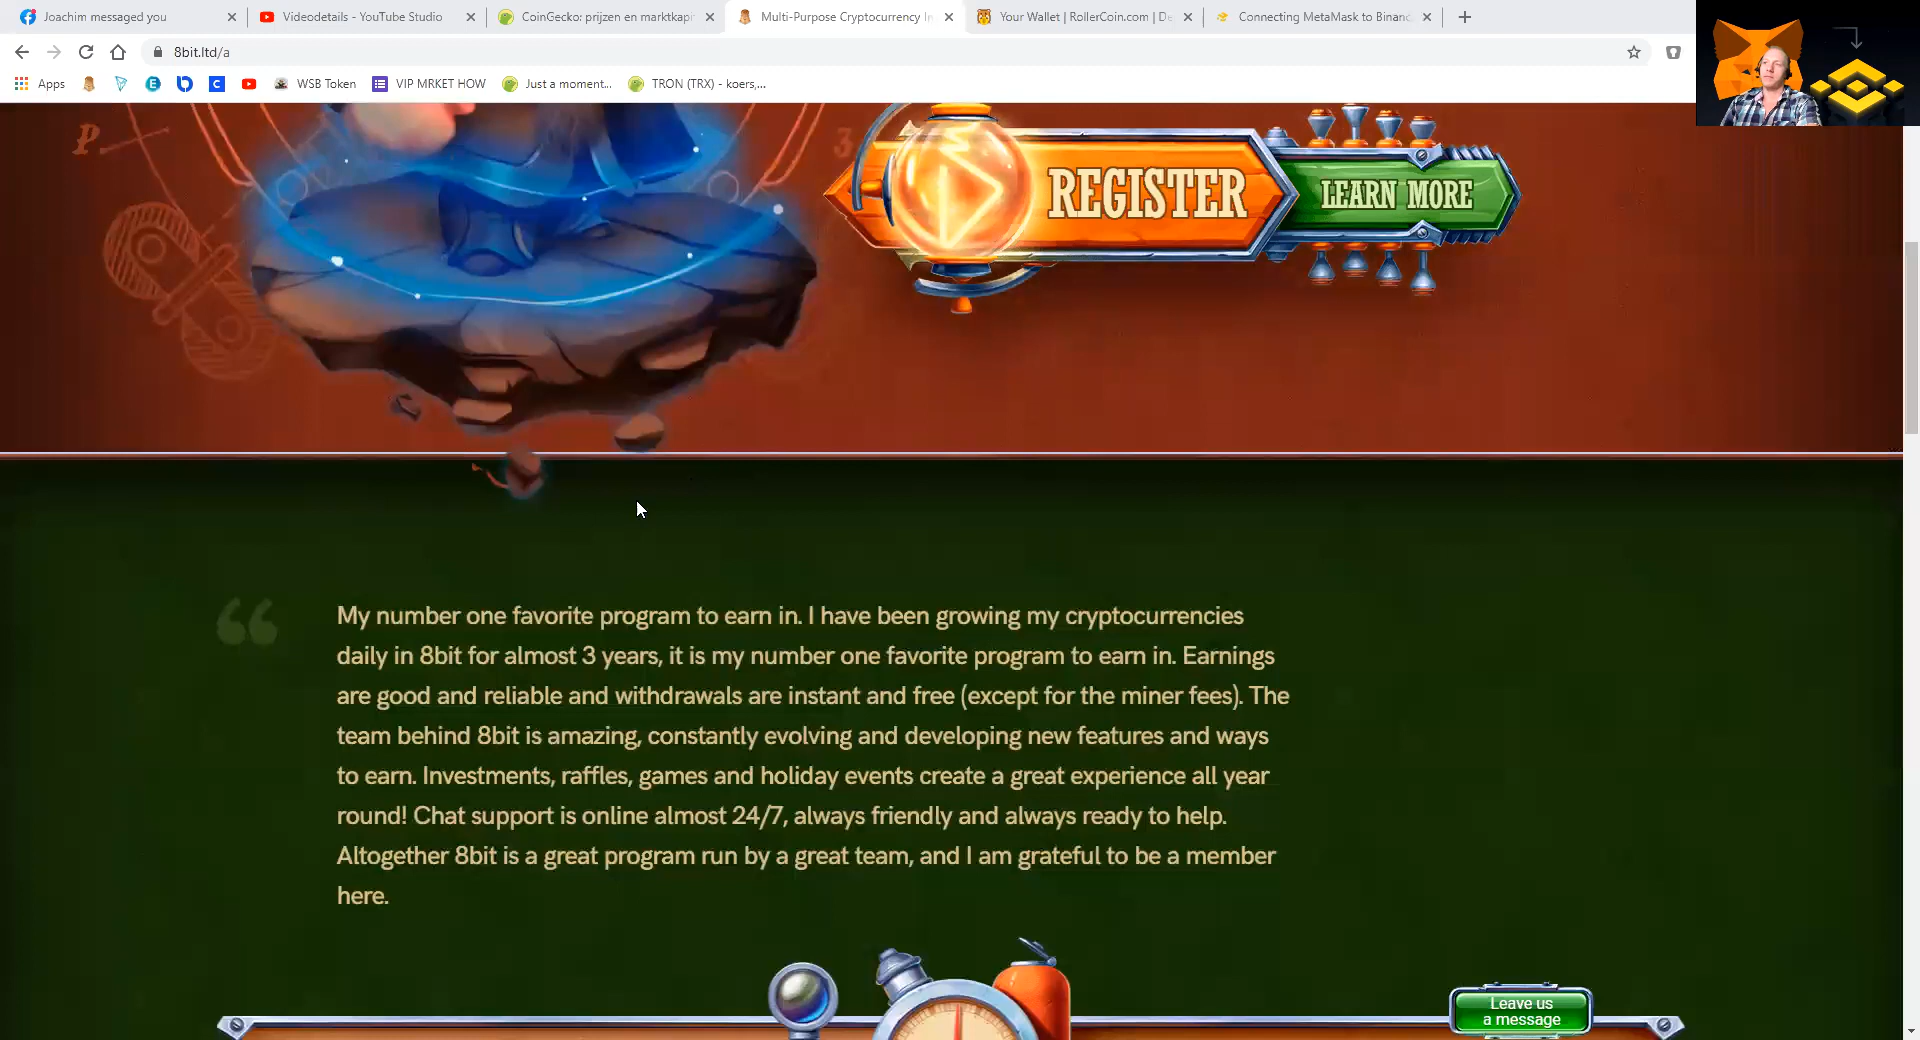 Joachim messaged you
Videodetails - YouTube Studio
CoinGecko: prijzen en marktkapi
Multi-Purpose Cryptocurrency In
Your Wallet | RollerCoin.com | De
Connecting MetaMask to Binanc
8bit.ltd/a
Apps
WSB Token
VIP MRKET HOW
Just a moment...
TRON (TRX) - koers,...
P.
3
REGISTER
LEARN MORE
“
My number one favorite program to earn in. I have been growing my cryptocurrencies
daily in 8bit for almost 3 years, it is my number one favorite program to earn in. Earnings
are good and reliable and withdrawals are instant and free (except for the miner fees). The
team behind 8bit is amazing, constantly evolving and developing new features and ways
to earn. Investments, raffles, games and holiday events create a great experience all year
round! Chat support is online almost 24/7, always friendly and always ready to help.
Altogether 8bit is a great program run by a great team, and I am grateful to be a member
here.
Leave us
a message